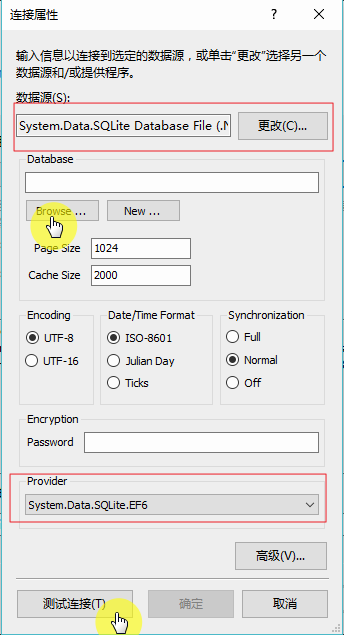 连接属性
输入信息以连接到选定的数据源，或单击“更改”选择另一个
数据源和/或提供程序。
数据源(S):
System.Data.SQLite Database File (.N
更改(C)...
Database
Browse ...
New ...
Page Size
1024
Cache Size
2000
Encoding
UTF-8
UTF-16
Date/Time Format
ISO-8601
Julian Day
Ticks
Synchronization
Full
Normal
Off
Encryption
Password
Provider
System.Data.SQLite.EF6
高级(V)...
测试连接(T)
确定
取消